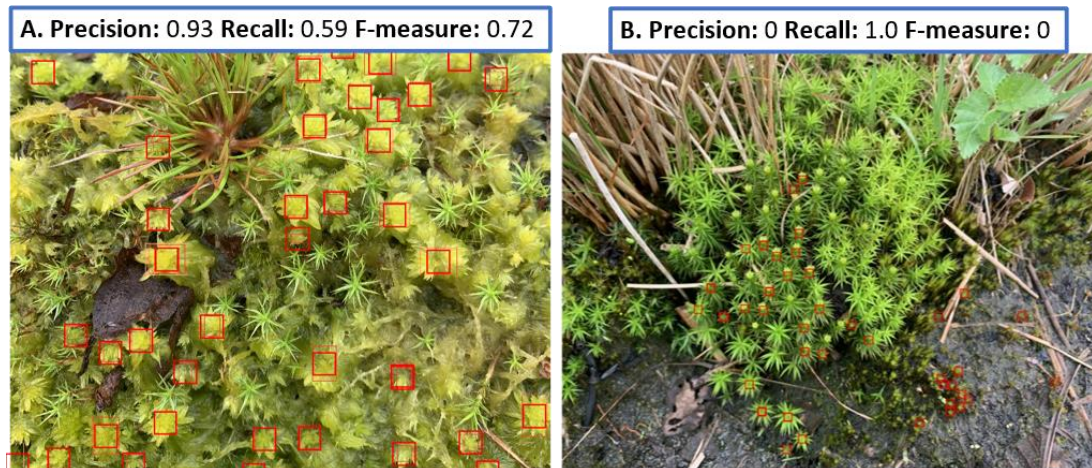 A. Precision: 0.93 Recall: 0.59 F-measure: 0.72
B. Precision: 0 Recall: 1.0 F-measure: 0